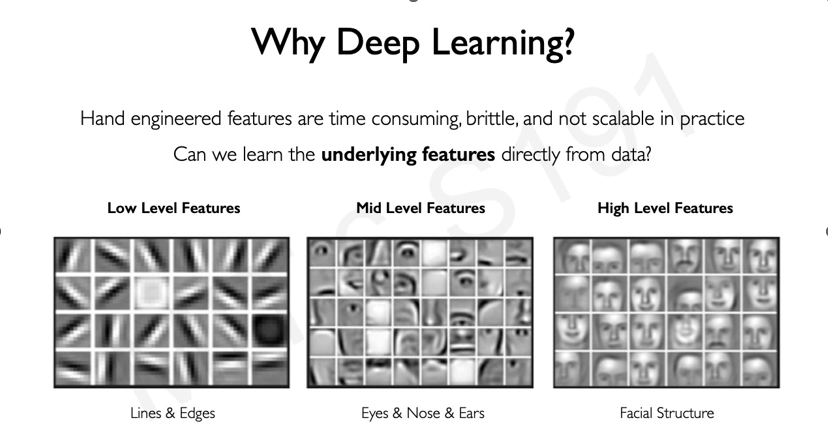 Why Deep Learning?
Hand engineered features are time consuming, brittle, and not scalable in practice
Can we learn the underlying features directly from data?
Low Level Features
Mid Level Features
High Level Features
Lines & Edges
Eyes & Nose & Ears
Facial Structure
S191